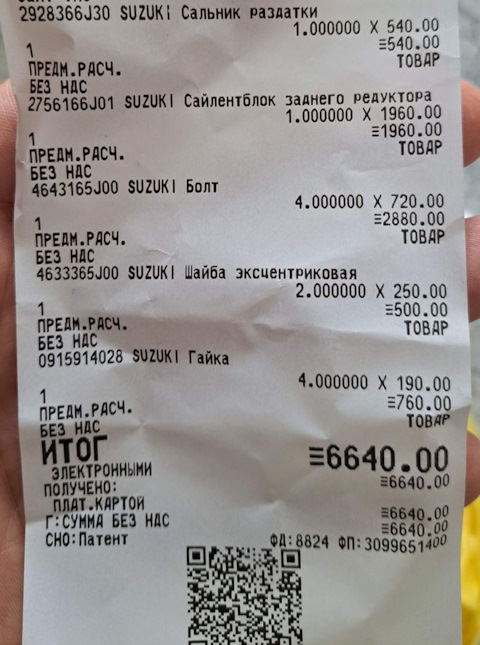 2928366J30 SUZUKI Сальник раздатки
1.000000 X 540.00
1 ≡540.00
ПРЕДМ.РАСЧ. ТОВАР
БЕЗ НДС
2756166J01 SUZUKI Сайлентблок заднего редуктора
1.000000 X 1960.00
1 ≡1960.00
ПРЕДМ.РАСЧ. ТОВАР
БЕЗ НДС
4643165J00 SUZUKI Болт
4.000000 X 720.00
1 ≡2880.00
ПРЕДМ.РАСЧ. ТОВАР
БЕЗ НДС
4633365J00 SUZUKI Шайба эксцентриковая
2.000000 X 250.00
1 ≡500.00
ПРЕДМ.РАСЧ. ТОВАР
БЕЗ НДС
0915914028 SUZUKI Гайка
4.000000 X 190.00
1 ≡760.00
ПРЕДМ.РАСЧ. ТОВАР
БЕЗ НДС
ИТОГ ≡6640.00
ЭЛЕКТРОННЫМИ ≡6640.00
ПОЛУЧЕНО:
ПЛАТ.КАРТОЙ ≡6640.00
Г:СУММА БЕЗ НДС ≡6640.00
СНО:Патент ФД:8824 ФП:3099651400